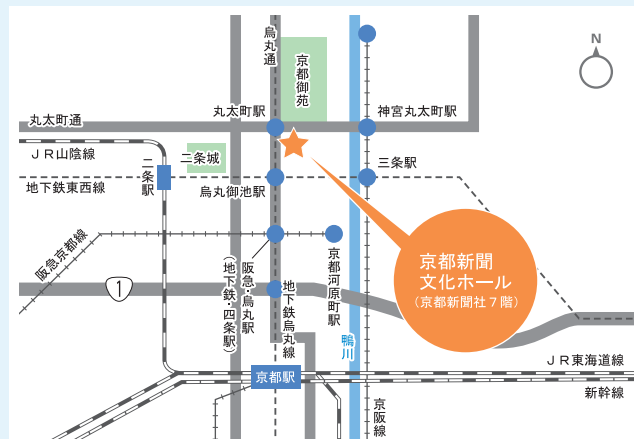 烏丸通
京都御苑
N
丸太町駅
神宮丸太町駅
丸太町通
JR山陰線
二条城
三条駅
二条駅
地下鉄東西線
烏丸御池駅
京都新聞
文化ホール
(京都新聞社7階)
阪急京都線
阪急・烏丸駅
(地下鉄・四条駅)
京都河原町駅
1
地下鉄烏丸線
鴨川
JR東海道線
京都駅
新幹線
京阪線